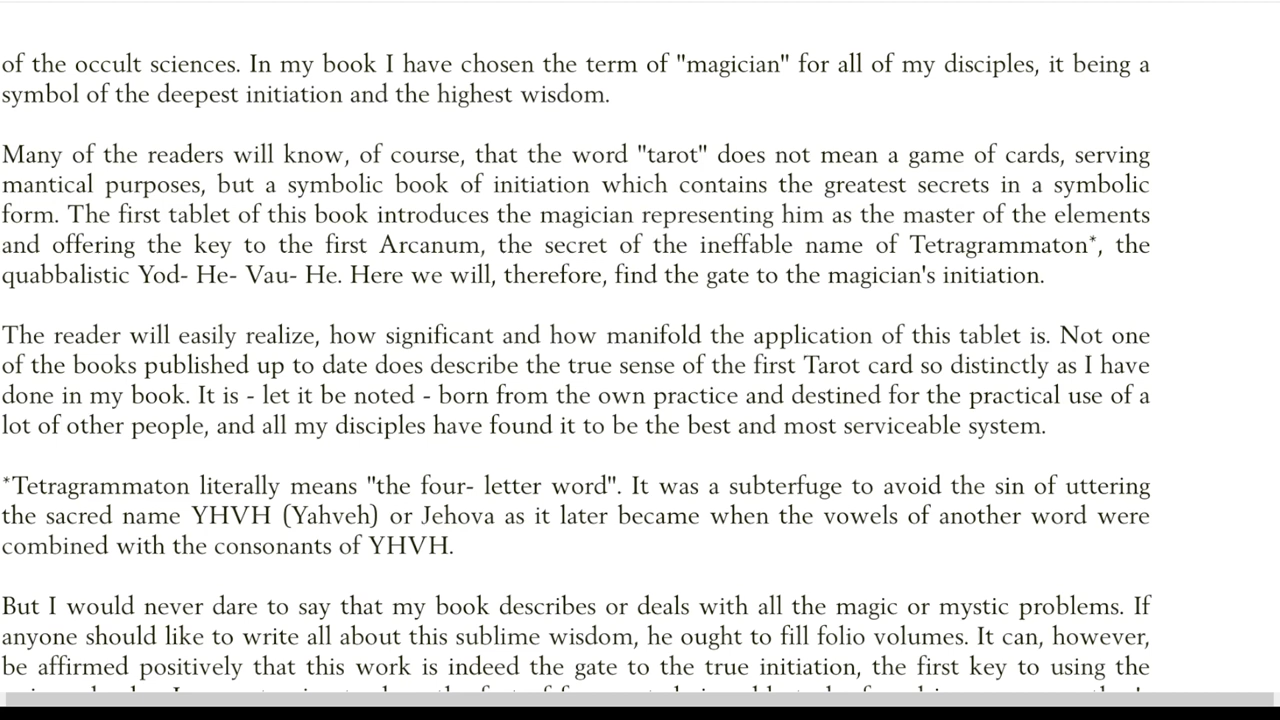 of the occult sciences. In my book I have chosen the term of "magician" for all of my disciples, it being a
symbol of the deepest initiation and the highest wisdom.
Many of the readers will know, of course, that the word "tarot" does not mean a game of cards, serving
mantical purposes, but a symbolic book of initiation which contains the greatest secrets in a symbolic
form. The first tablet of this book introduces the magician representing him as the master of the elements
and offering the key to the first Arcanum, the secret of the ineffable name of Tetragrammaton*, the
quabbalistic Yod- He- Vau- He. Here we will, therefore, find the gate to the magician's initiation.
The reader will easily realize, how significant and how manifold the application of this tablet is. Not one
of the books published up to date does describe the true sense of the first Tarot card so distinctly as I have
done in my book. It is - let it be noted - born from the own practice and destined for the practical use of a
lot of other people, and all my disciples have found it to be the best and most serviceable system.
*Tetragrammaton literally means "the four- letter word". It was a subterfuge to avoid the sin of uttering
the sacred name YHVH (Yahveh) or Jehova as it later became when the vowels of another word were
combined with the consonants of YHVH.
But I would never dare to say that my book describes or deals with all the magic or mystic problems. If
anyone should like to write all about this sublime wisdom, he ought to fill folio volumes. It can, however,
be affirmed positively that this work is indeed the gate to the true initiation, the first key to using the